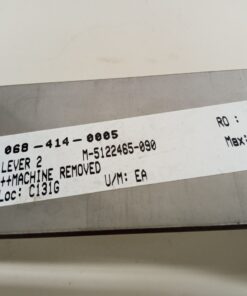 068-414-0005 RO :
LEVER 2 M-5122465-090
++MACHINE REMOVED Max:
Loc: C131G U/M: EA